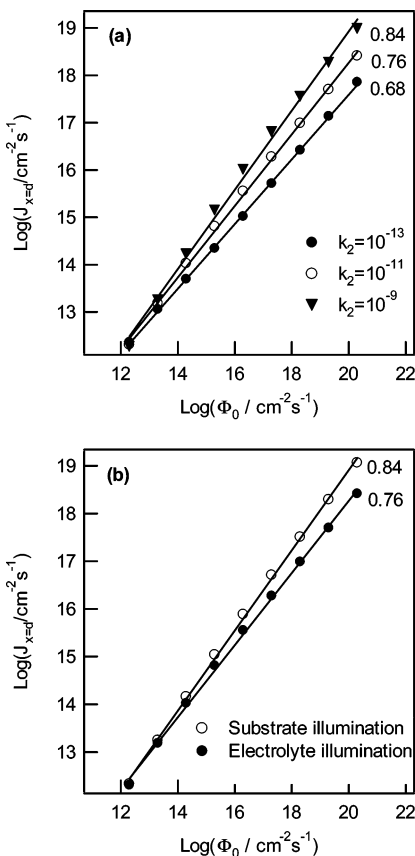 (a)
19
18
17
16
15
14
13
Log(J_{x=d}/cm⁻²s⁻¹)
0.84
0.76
0.68
k₂=10⁻¹³
k₂=10⁻¹¹
k₂=10⁻⁹
12 14 16 18 20 22
Log(Φ₀ / cm⁻²s⁻¹)
(b)
19
18
17
16
15
14
13
Log(J_{x=d}/cm⁻²s⁻¹)
0.84
0.76
Substrate illumination
Electrolyte illumination
12 14 16 18 20 22
Log(Φ₀ / cm⁻²s⁻¹)